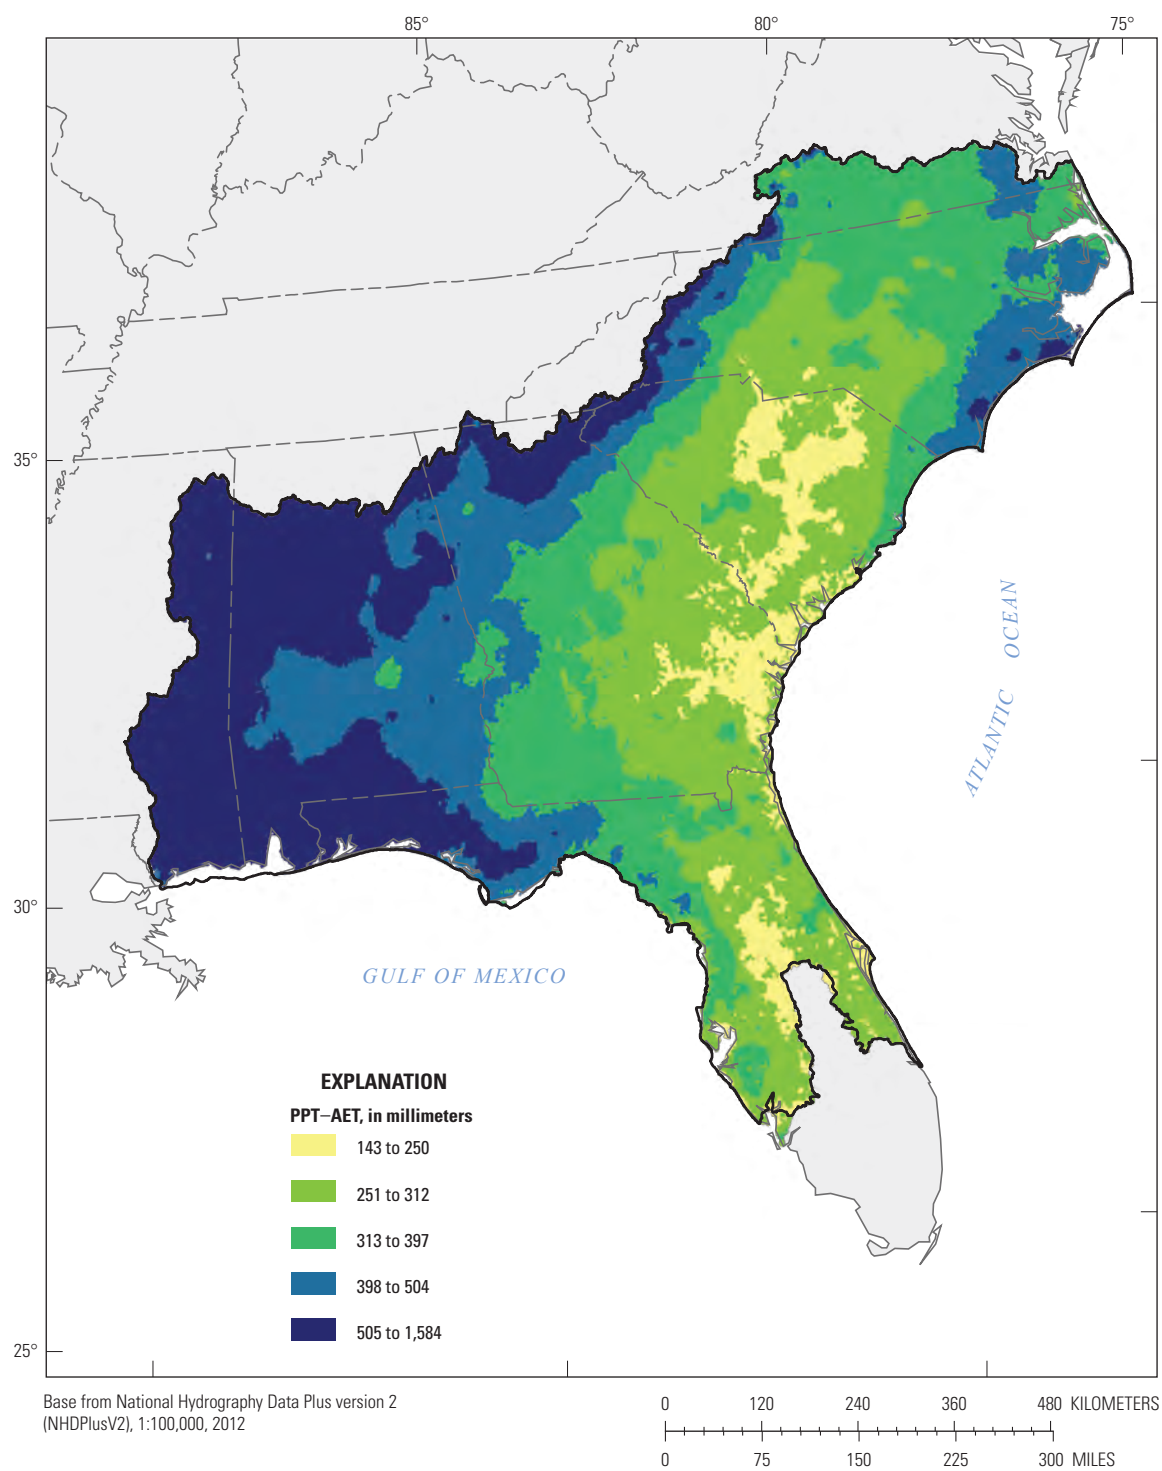 85°
80°
75°
35°
30°
25°
ATLANTIC OCEAN
GULF OF MEXICO
EXPLANATION
PPT–AET, in millimeters
143 to 250
251 to 312
313 to 397
398 to 504
505 to 1,584
Base from National Hydrography Data Plus version 2
(NHDPlusV2), 1:100,000, 2012
0 120 240 360 480 KILOMETERS
0 75 150 225 300 MILES